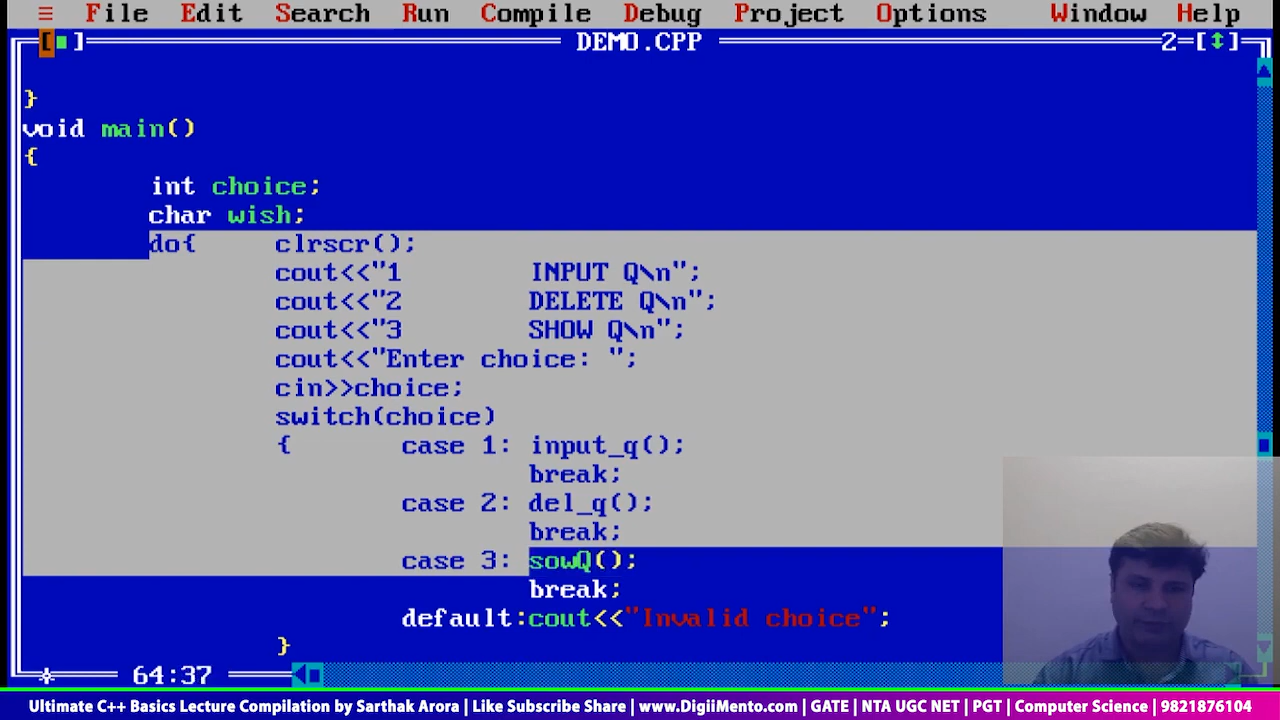 ≡ File Edit Search Run Compile Debug Project Options Window Help
[■] DEMO.CPP 2=[↕]
}
void main()
{
int choice;
char wish;
do{ clrscr();
cout<<"1 INPUT Q\n";
cout<<"2 DELETE Q\n";
cout<<"3 SHOW Q\n";
cout<<"Enter choice: ";
cin>>choice;
switch(choice)
{ case 1: input_q();
break;
case 2: del_q();
break;
case 3: sowQ();
break;
default:cout<<"Invalid choice";
}
64:37
Ultimate C++ Basics Lecture Compilation by Sarthak Arora | Like Subscribe Share | www.DigiiMento.com | GATE | NTA UGC NET | PGT | Computer Science | 9821876104